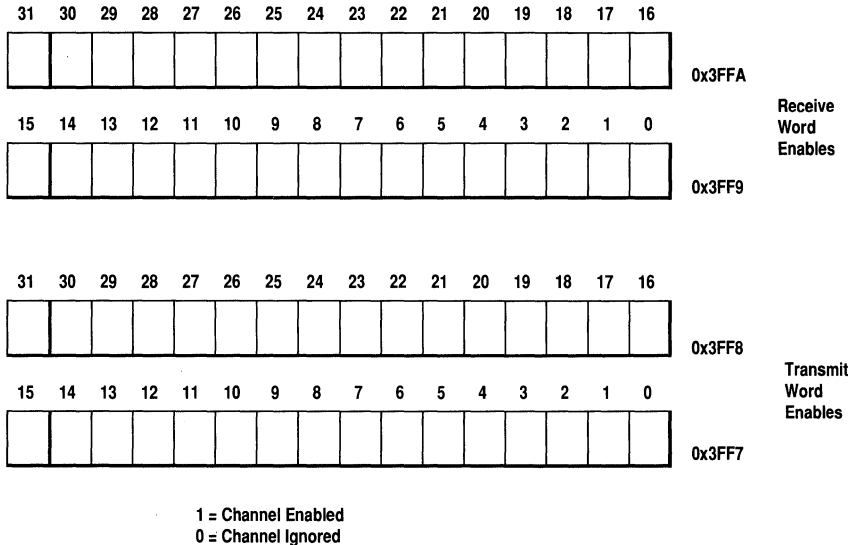 31 30 29 28 27 26 25 24 23 22 21 20 19 18 17 16
0x3FFA
Receive
Word
Enables
15 14 13 12 11 10 9 8 7 6 5 4 3 2 1 0
0x3FF9
31 30 29 28 27 26 25 24 23 22 21 20 19 18 17 16
0x3FF8
Transmit
Word
Enables
15 14 13 12 11 10 9 8 7 6 5 4 3 2 1 0
0x3FF7
1 = Channel Enabled
0 = Channel Ignored